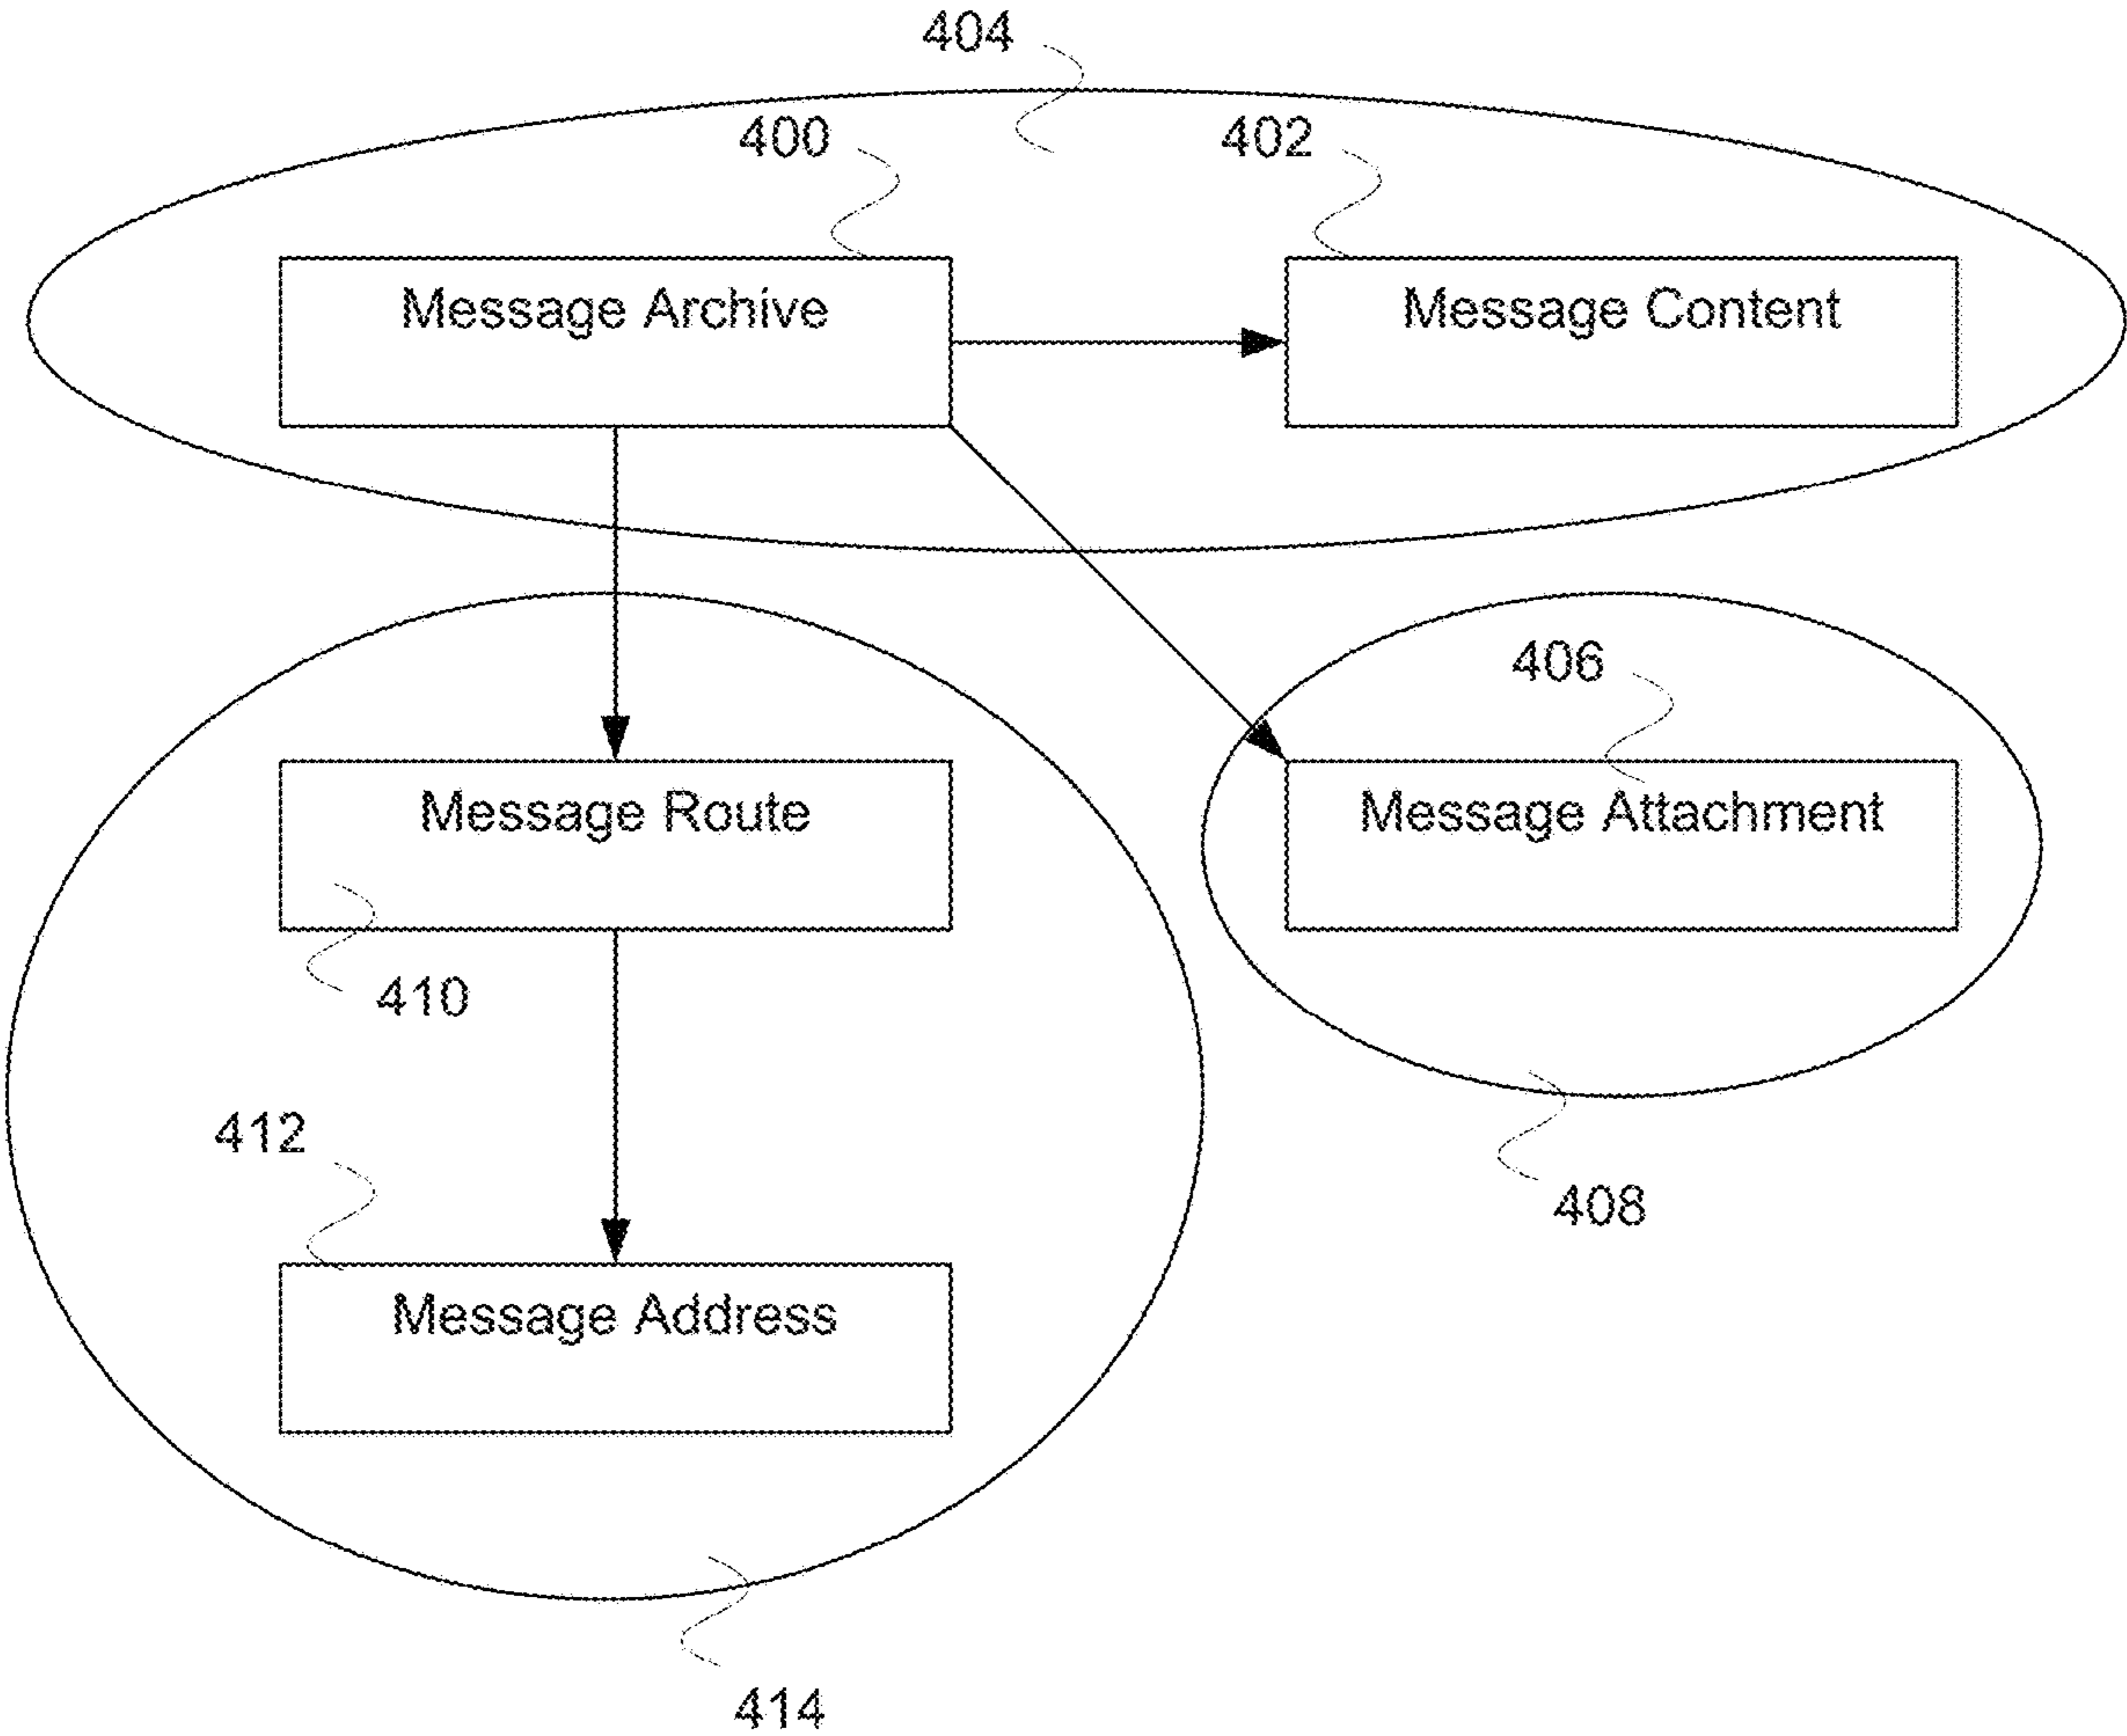 404
400
402
Message Archive
Message Content
406
Message Route
Message Attachment
410
412
408
Message Address
414